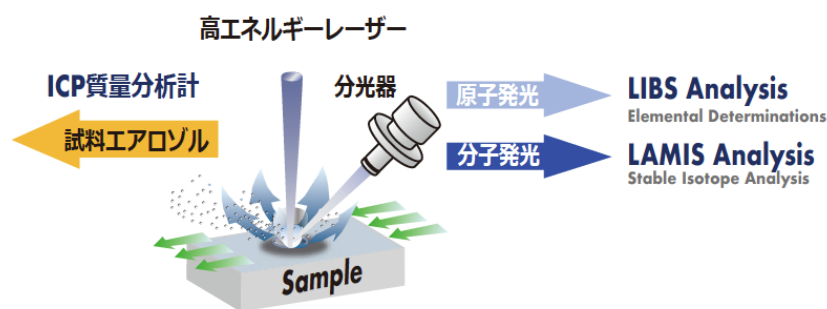 高エネルギーレーザー
ICP質量分析計
試料エアロゾル
分光器
原子発光
LIBS Analysis
Elemental Determinations
分子発光
LAMIS Analysis
Stable Isotope Analysis
Sample